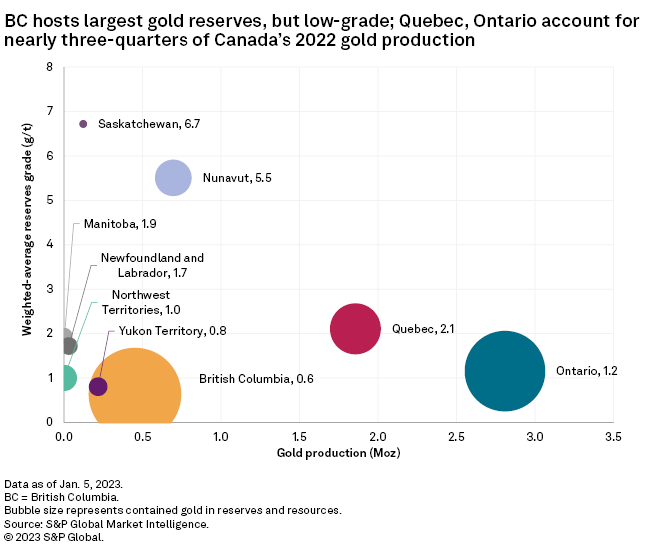 BC hosts largest gold reserves, but low-grade; Quebec, Ontario account for
nearly three-quarters of Canada's 2022 gold production
Weighted-average reserves grade (g/t)
8
7
6
5
4
3
2
1
0
Saskatchewan, 6.7
Nunavut, 5.5
Manitoba, 1.9
Newfoundland and
Labrador, 1.7
Northwest
Territories, 1.0
Yukon Territory, 0.8
British Columbia, 0.6
Quebec, 2.1
Ontario, 1.2
0.0 0.5 1.0 1.5 2.0 2.5 3.0 3.5
Gold production (Moz)
Data as of Jan. 5, 2023.
BC = British Columbia.
Bubble size represents contained gold in reserves and resources.
Source: S&P Global Market Intelligence.
© 2023 S&P Global.